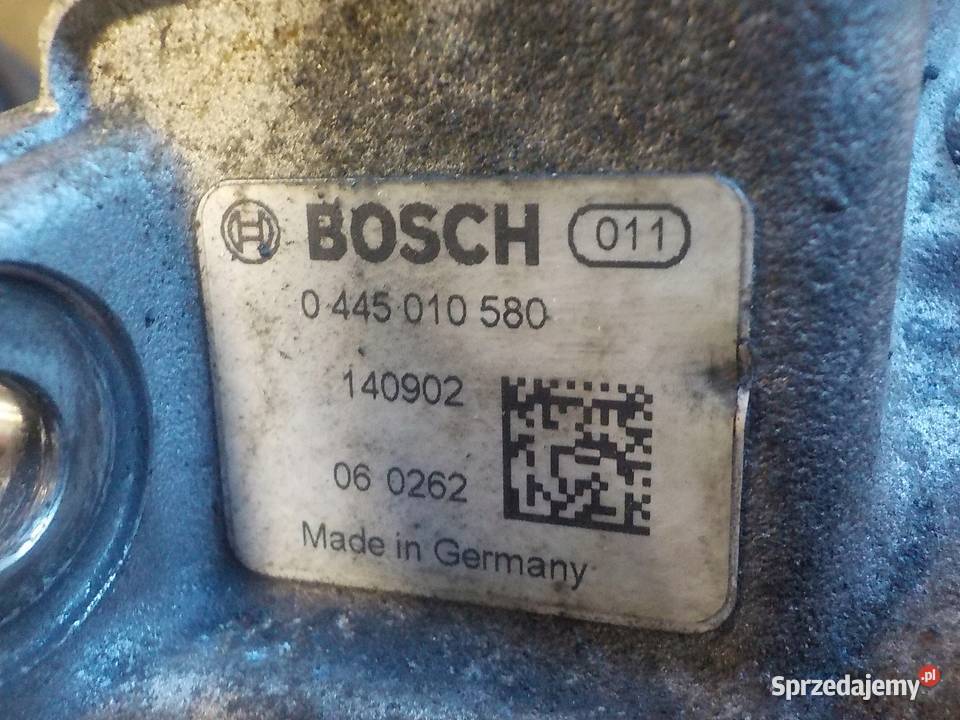 BOSCH 011
0 445 010 580
140902
06 0262
Made in Germany
Sprzedajemy.pl